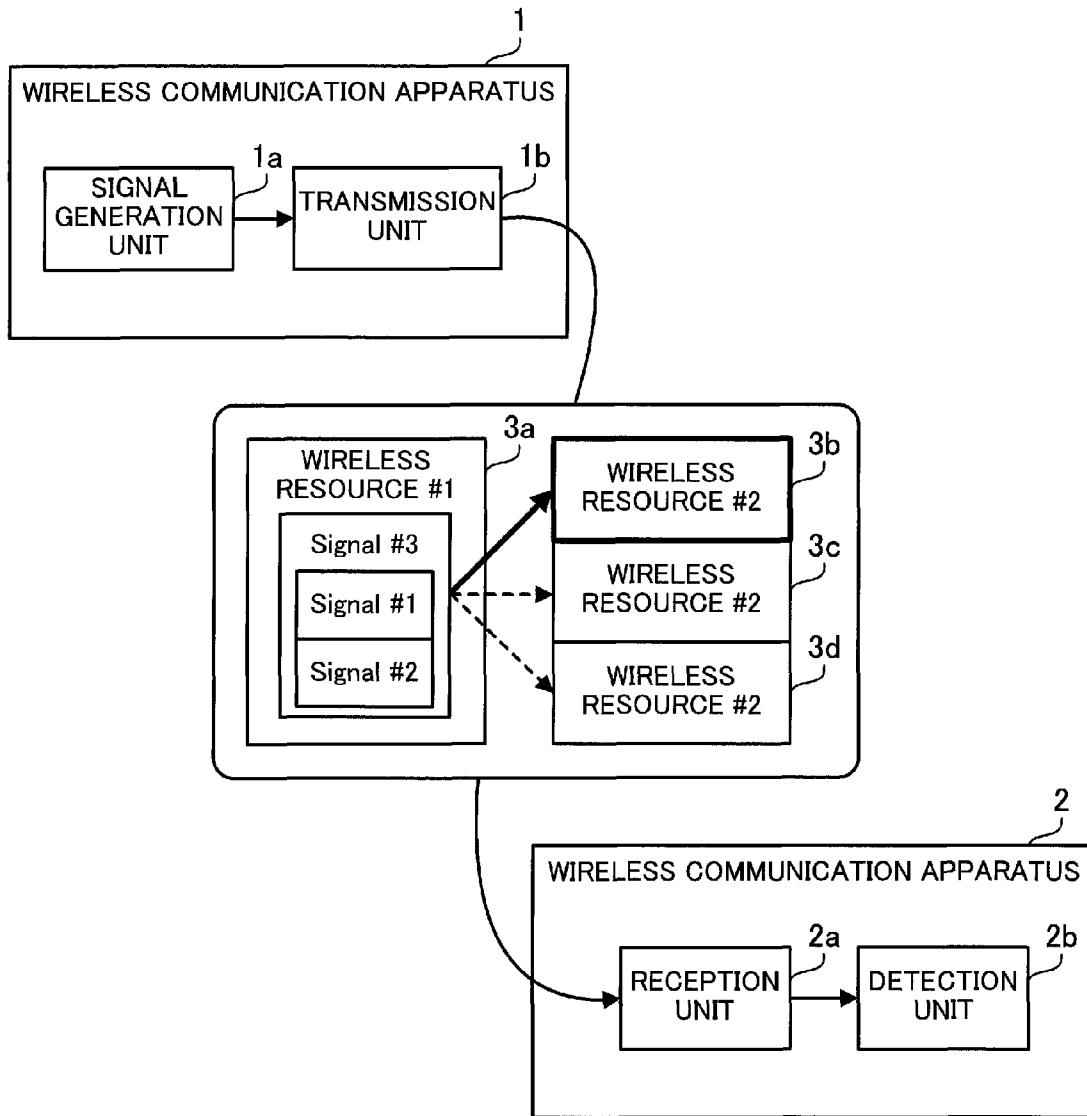 1
WIRELESS COMMUNICATION APPARATUS
1a
1b
SIGNAL
GENERATION
UNIT
TRANSMISSION
UNIT
3a
WIRELESS
RESOURCE #1
Signal #3
Signal #1
Signal #2
3b
WIRELESS
RESOURCE #2
3c
WIRELESS
RESOURCE #2
3d
WIRELESS
RESOURCE #2
2
WIRELESS COMMUNICATION APPARATUS
2a
2b
RECEPTION
UNIT
DETECTION
UNIT